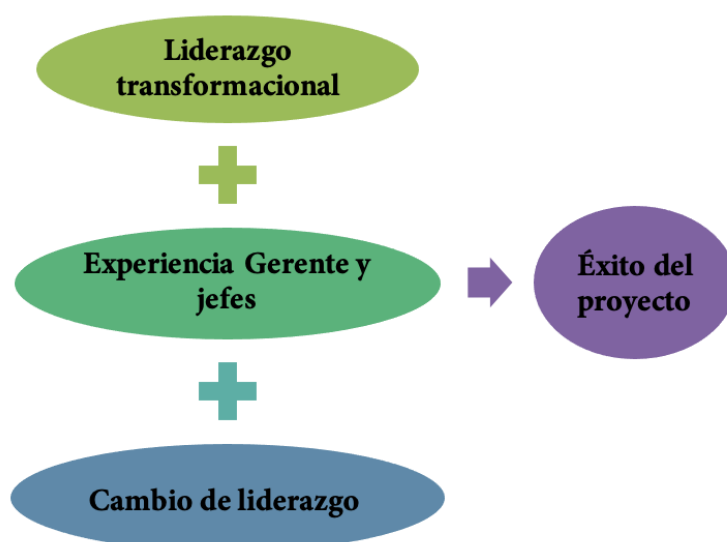 Liderazgo
transformacional
Experiencia Gerente y
jefes
Éxito del
proyecto
Cambio de liderazgo